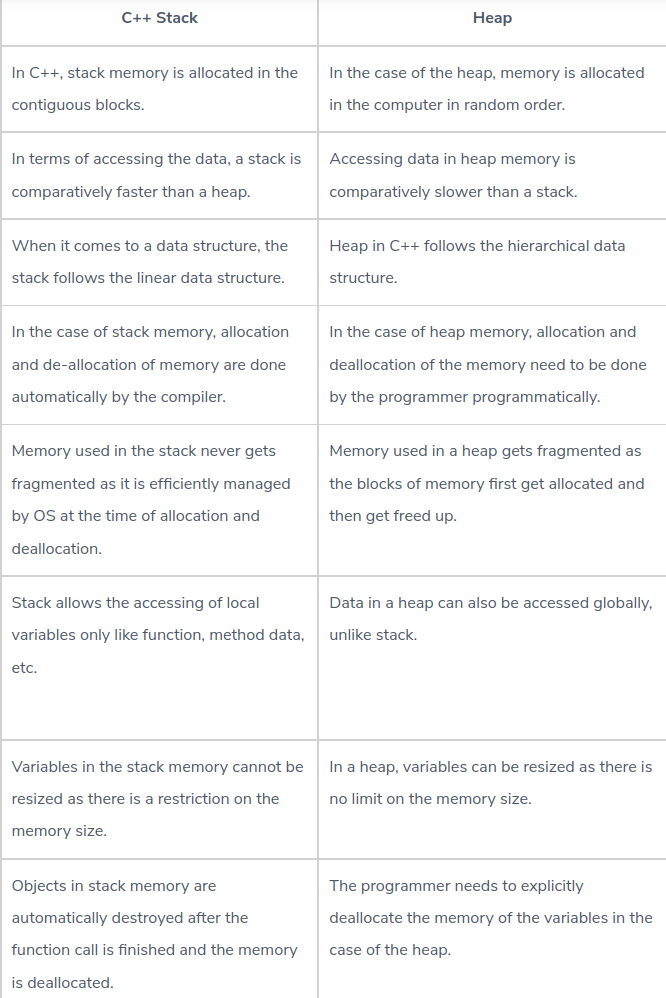 C++ Stack
Heap
In C++, stack memory is allocated in the
contiguous blocks.
In the case of the heap, memory is allocated
in the computer in random order.
In terms of accessing the data, a stack is
comparatively faster than a heap.
Accessing data in heap memory is
comparatively slower than a stack.
When it comes to a data structure, the
stack follows the linear data structure.
Heap in C++ follows the hierarchical data
structure.
In the case of stack memory, allocation
and de-allocation of memory are done
automatically by the compiler.
In the case of heap memory, allocation and
deallocation of the memory need to be done
by the programmer programmatically.
Memory used in the stack never gets
fragmented as it is efficiently managed
by OS at the time of allocation and
deallocation.
Memory used in a heap gets fragmented as
the blocks of memory first get allocated and
then get freed up.
Stack allows the accessing of local
variables only like function, method data,
etc.
Data in a heap can also be accessed globally,
unlike stack.
Variables in the stack memory cannot be
resized as there is a restriction on the
memory size.
In a heap, variables can be resized as there is
no limit on the memory size.
Objects in stack memory are
automatically destroyed after the
function call is finished and the memory
is deallocated.
The programmer needs to explicitly
deallocate the memory of the variables in the
case of the heap.